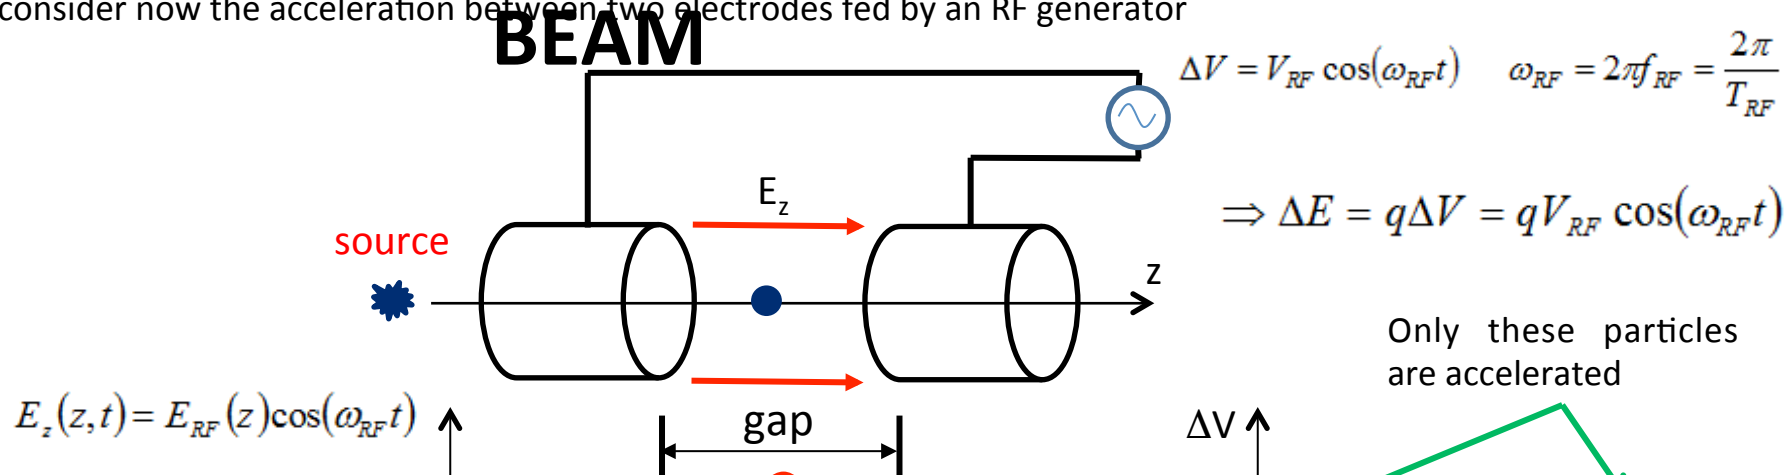 consider now the acceleration between two electrodes fed by an RF generator
BEAM
ΔV = V_RF cos(ω_RF t)   ω_RF = 2πf_RF = 2π/T_RF
E_z
⇒ ΔE = qΔV = qV_RF cos(ω_RF t)
source
z
Only these particles
are accelerated
E_z(z,t) = E_RF(z)cos(ω_RF t)
gap
ΔV